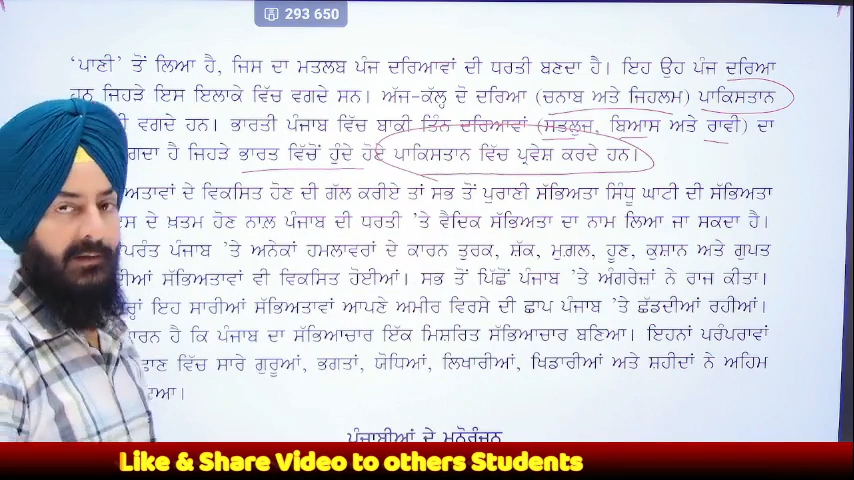 293 650
'ਪਾਣੀ' ਤੋਂ ਲਿਆ ਹੈ, ਜਿਸ ਦਾ ਮਤਲਬ ਪੰਜ ਦਰਿਆਵਾਂ ਦੀ ਧਰਤੀ ਬਣਦਾ ਹੈ। ਇਹ ਉਹ ਪੰਜ ਦਰਿਆ
ਹਨ ਜਿਹੜੇ ਇਸ ਇਲਾਕੇ ਵਿੱਚ ਵਗਦੇ ਸਨ। ਅੱਜ-ਕੱਲ੍ਹ ਦੋ ਦਰਿਆ (ਚਨਾਬ ਅਤੇ ਜਿਹਲਮ) ਪਾਕਿਸਤਾਨ
ਵਗਦੇ ਹਨ। ਭਾਰਤੀ ਪੰਜਾਬ ਵਿੱਚ ਬਾਕੀ ਤਿੰਨ ਦਰਿਆਵਾਂ (ਸਤਲੁਜ, ਬਿਆਸ ਅਤੇ ਰਾਵੀ) ਦਾ
ਗਦਾ ਹੈ ਜਿਹੜੇ ਭਾਰਤ ਵਿੱਚੋਂ ਹੁੰਦੇ ਹੋਏ ਪਾਕਿਸਤਾਨ ਵਿੱਚ ਪ੍ਰਵੇਸ਼ ਕਰਦੇ ਹਨ।
ਅਤਾਵਾਂ ਦੇ ਵਿਕਸਿਤ ਹੋਣ ਦੀ ਗੱਲ ਕਰੀਏ ਤਾਂ ਸਭ ਤੋਂ ਪੁਰਾਣੀ ਸੱਭਿਅਤਾ ਸਿੰਧੂ ਘਾਟੀ ਦੀ ਸੱਭਿਅਤਾ
ਸ ਦੇ ਖ਼ਤਮ ਹੋਣ ਨਾਲ਼ ਪੰਜਾਬ ਦੀ ਧਰਤੀ 'ਤੇ ਵੈਦਿਕ ਸੱਭਿਅਤਾ ਦਾ ਨਾਮ ਲਿਆ ਜਾ ਸਕਦਾ ਹੈ।
ਪਰੰਤ ਪੰਜਾਬ 'ਤੇ ਅਨੇਕਾਂ ਹਮਲਾਵਰਾਂ ਦੇ ਕਾਰਨ ਤੁਰਕ, ਸ਼ੱਕ, ਮੁਗ਼ਲ, ਹੂਣ, ਕੁਸ਼ਾਨ ਅਤੇ ਗੁਪਤ
ਦੀਆਂ ਸੱਭਿਅਤਾਵਾਂ ਵੀ ਵਿਕਸਿਤ ਹੋਈਆਂ। ਸਭ ਤੋਂ ਪਿੱਛੋਂ ਪੰਜਾਬ 'ਤੇ ਅੰਗਰੇਜ਼ਾਂ ਨੇ ਰਾਜ ਕੀਤਾ।
ਇਹ ਸਾਰੀਆਂ ਸੱਭਿਅਤਾਵਾਂ ਆਪਣੇ ਅਮੀਰ ਵਿਰਸੇ ਦੀ ਛਾਪ ਪੰਜਾਬ 'ਤੇ ਛੱਡਦੀਆਂ ਰਹੀਆਂ।
ਾਰਨ ਹੈ ਕਿ ਪੰਜਾਬ ਦਾ ਸੱਭਿਆਚਾਰ ਇੱਕ ਮਿਸ਼ਰਿਤ ਸੱਭਿਆਚਾਰ ਬਣਿਆ। ਇਹਨਾਂ ਪਰੰਪਰਾਵਾਂ
ਵਿੱਚ ਸਾਰੇ ਗੁਰੂਆਂ, ਭਗਤਾਂ, ਯੋਧਿਆਂ, ਲਿਖਾਰੀਆਂ, ਖਿਡਾਰੀਆਂ ਅਤੇ ਸ਼ਹੀਦਾਂ ਨੇ ਅਹਿਮ
ਪੰਜਾਬੀਆਂ ਦੇ ਮਨੋਰੰਜਨ
Like & Share Video to others Students